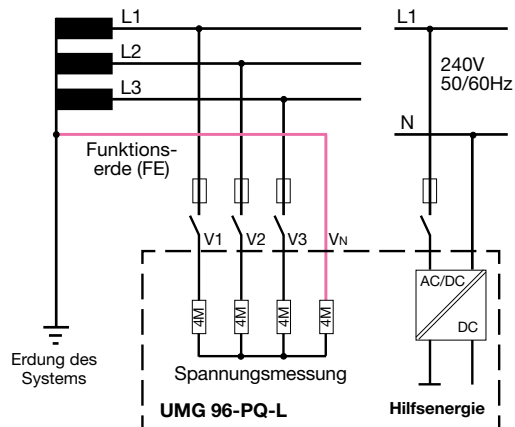 L1
L2
L3
L1
240V
50/60Hz
N
Funktions-
erde (FE)
V1
V2
V3
VN
4M
4M
4M
4M
AC/DC
DC
Erdung des
Systems
Spannungsmessung
UMG 96-PQ-L
Hilfsenergie